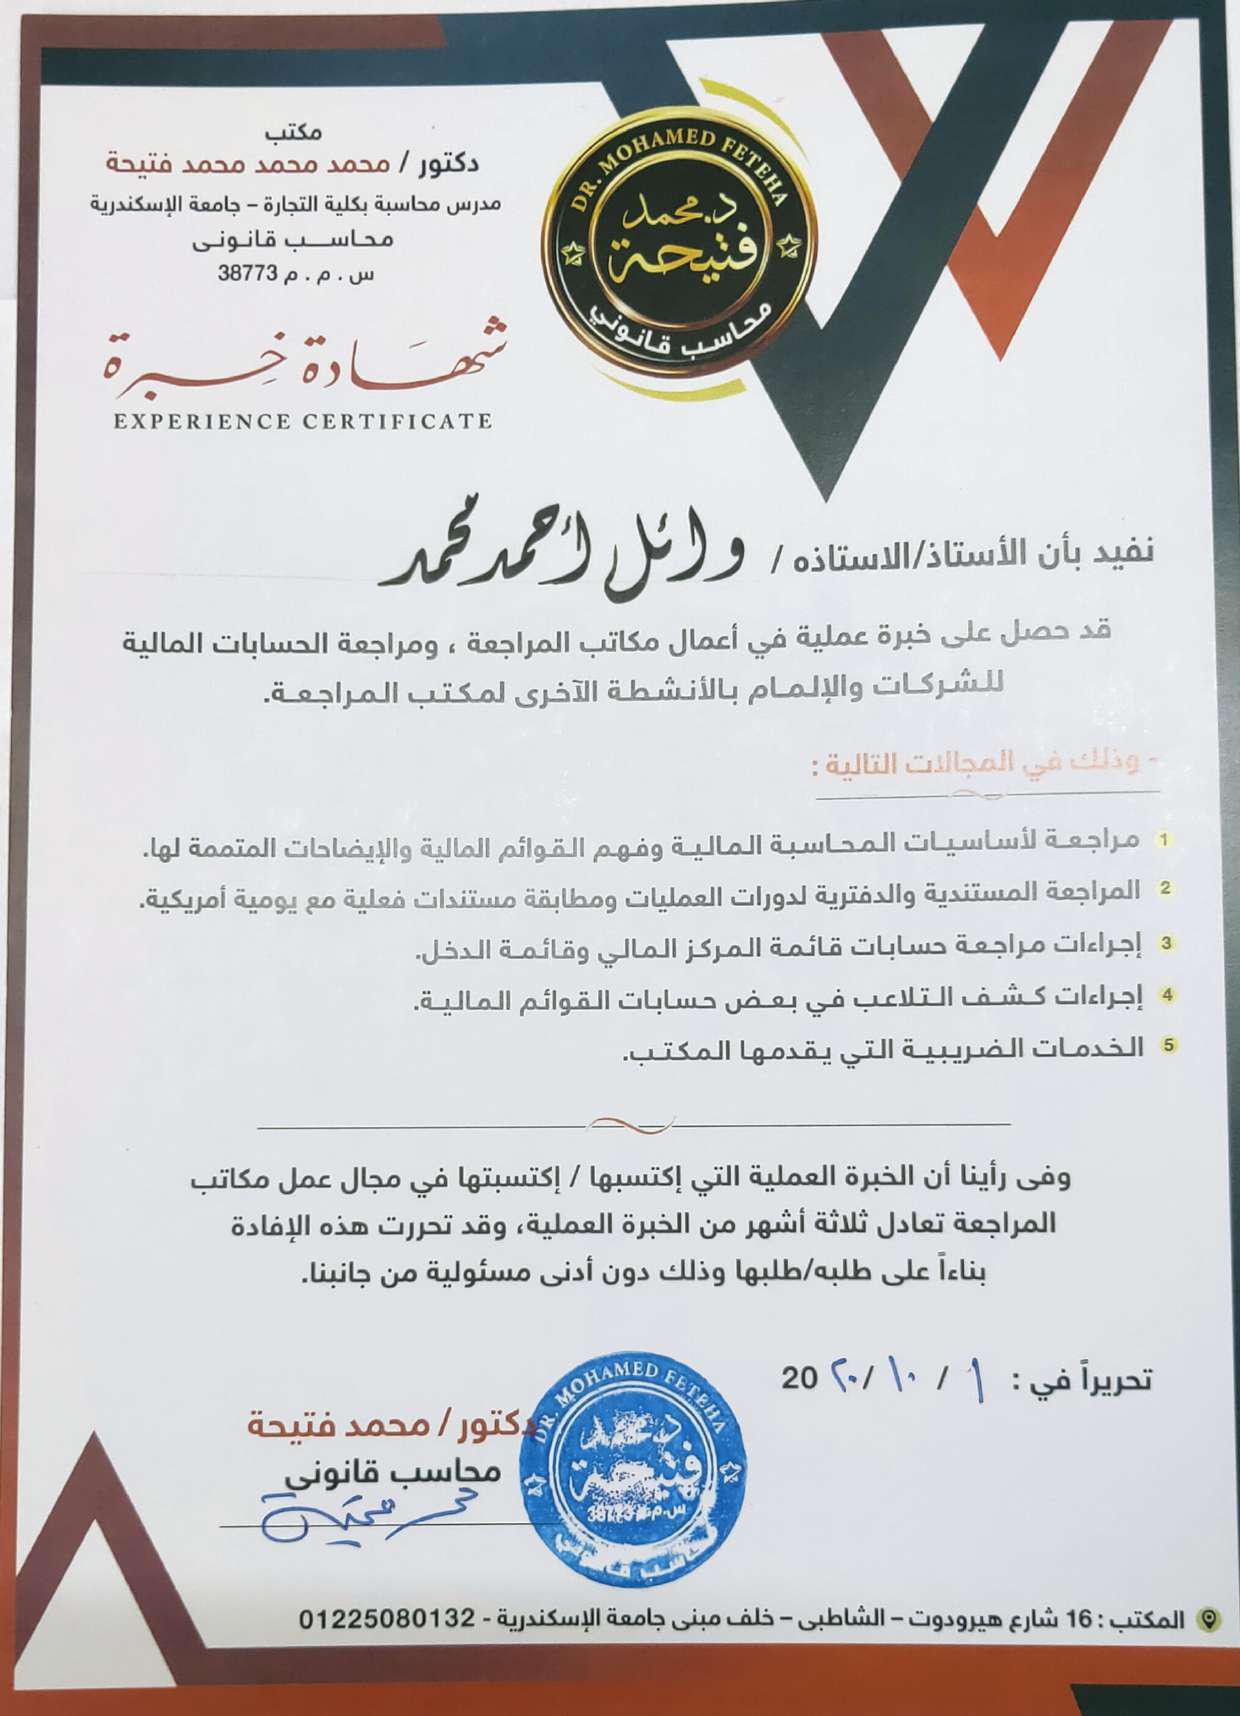 مكتب
دكتور / محمد محمد محمد فتيحة
مدرس محاسبة بكلية التجارة – جامعة الإسكندرية
محاســـب قانونى
س . م . م 38773
DR. MOHAMED FETEHA
د.محمد
فتيحة
محاسب قانوني
شهادة خبرة
EXPERIENCE CERTIFICATE
نفيد بأن الأستاذ/الاستاذه / وائل أحمد محمد
قد حصل على خبرة عملية في أعمال مكاتب المراجعة ، ومراجعة الحسابات المالية
للشركات والإلمام بالأنشطة الآخرى لمكتب المراجعة.
- وذلك في المجالات التالية :
1 مراجعة لأساسيات المحاسبة المالية وفهم القوائم المالية والإيضاحات المتممة لها.
2 المراجعة المستندية والدفترية لدورات العمليات ومطابقة مستندات فعلية مع يومية أمريكية.
3 إجراءات مراجعة حسابات قائمة المركز المالي وقائمة الدخل.
4 إجراءات كشف التلاعب في بعض حسابات القوائم المالية.
5 الخدمات الضريبية التي يقدمها المكتب.
وفى رأينا أن الخبرة العملية التي إكتسبها / إكتسبتها في مجال عمل مكاتب
المراجعة تعادل ثلاثة أشهر من الخبرة العملية، وقد تحررت هذه الإفادة
بناءاً على طلبه/طلبها وذلك دون أدنى مسئولية من جانبنا.
تحريراً في : ١ / ١٠ / ٢٠ 20
دكتور / محمد فتيحة
محاسب قانونى
DR. MOHAMED FETEHA
د.محمد
فتيحة
س.م.م 38773
محاسب قانوني
المكتب : 16 شارع هيرودوت – الشاطبى – خلف مبنى جامعة الإسكندرية - 01225080132